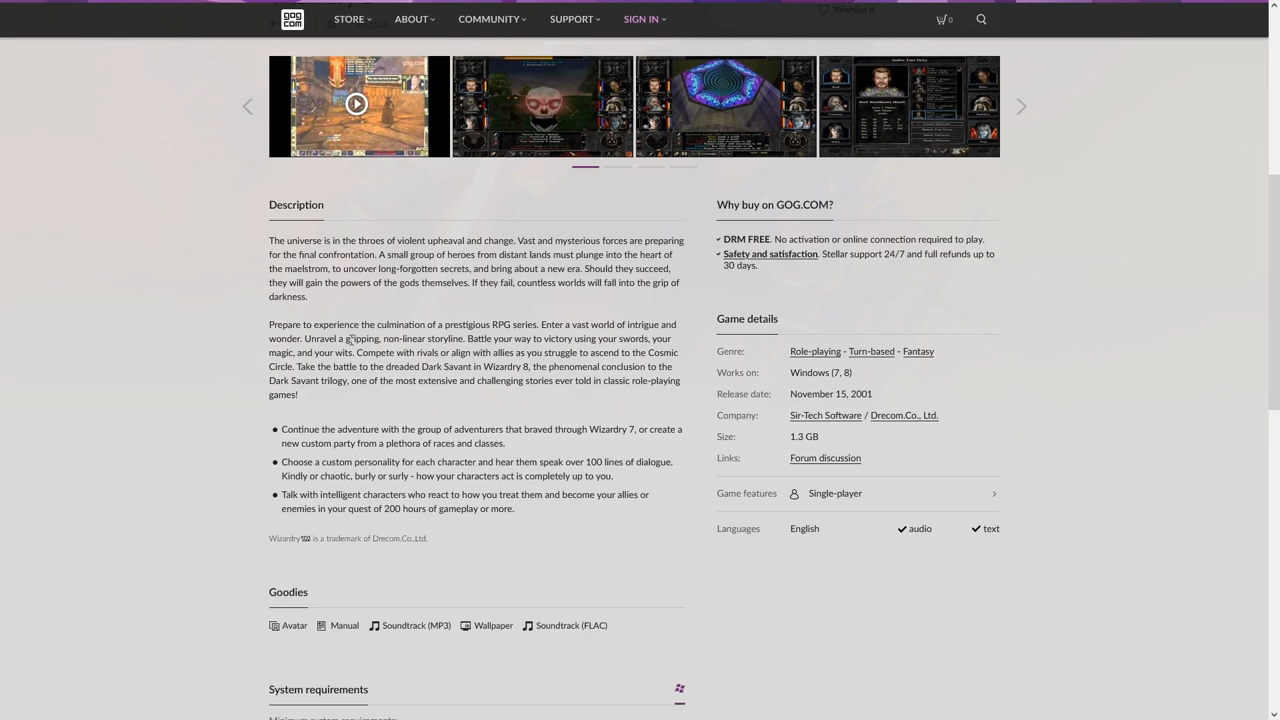 gog
com
STORE
ABOUT
COMMUNITY
SUPPORT
SIGN IN
0
Wishlist it
gog.com
Description
The universe is in the throes of violent upheaval and change. Vast and mysterious forces are preparing
for the final confrontation. A small group of heroes from distant lands must plunge into the heart of
the maelstrom, to uncover long-forgotten secrets, and bring about a new era. Should they succeed,
they will gain the powers of the gods themselves. If they fail, countless worlds will fall into the grip of
darkness.
Prepare to experience the culmination of a prestigious RPG series. Enter a vast world of intrigue and
wonder. Unravel a gripping, non-linear storyline. Battle your way to victory using your swords, your
magic, and your wits. Compete with rivals or align with allies as you struggle to ascend to the Cosmic
Circle. Take the battle to the dreaded Dark Savant in Wizardry 8, the phenomenal conclusion to the
Dark Savant trilogy, one of the most extensive and challenging stories ever told in classic role-playing
games!
● Continue the adventure with the group of adventurers that braved through Wizardry 7, or create a
new custom party from a plethora of races and classes.
● Choose a custom personality for each character and hear them speak over 100 lines of dialogue.
Kindly or chaotic, burly or surly - how your characters act is completely up to you.
● Talk with intelligent characters who react to how you treat them and become your allies or
enemies in your quest of 200 hours of gameplay or more.
Wizardry is a trademark of Drecom.Co.,Ltd.
Goodies
Avatar
Manual
Soundtrack (MP3)
Wallpaper
Soundtrack (FLAC)
System requirements
Minimum system requirements:
Why buy on GOG.COM?
DRM FREE. No activation or online connection required to play.
Safety and satisfaction. Stellar support 24/7 and full refunds up to
30 days.
Game details
Genre: Role-playing - Turn-based - Fantasy
Works on: Windows (7, 8)
Release date: November 15, 2001
Company: Sir-Tech Software / Drecom.Co., Ltd.
Size: 1.3 GB
Links: Forum discussion
Game features Single-player
Languages English audio text